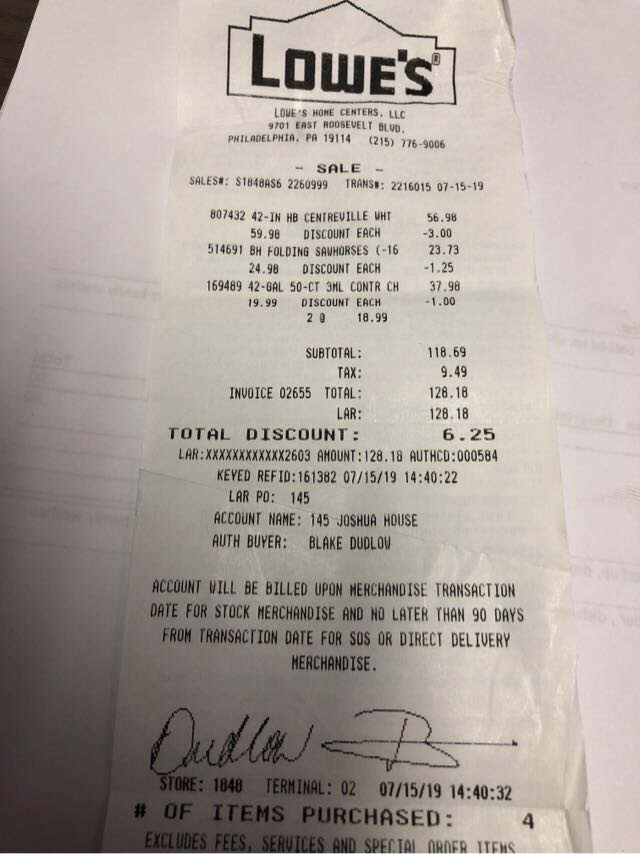 LOWE'S®
LOWE'S HOME CENTERS, LLC
9701 EAST ROOSEVELT BLVD.
PHILADELPHIA, PA 19114 (215) 776-9006
- SALE -
SALES#: S1848AS6 2260999 TRANS#: 2216015 07-15-19
807432 42-IN HB CENTREVILLE WHT 56.98
59.98 DISCOUNT EACH -3.00
514691 BH FOLDING SAWHORSES (-16 23.73
24.98 DISCOUNT EACH -1.25
169489 42-GAL 50-CT 3ML CONTR CH 37.98
19.99 DISCOUNT EACH -1.00
2 @ 18.99
SUBTOTAL: 118.69
TAX: 9.49
INVOICE 02655 TOTAL: 128.18
LAR: 128.18
TOTAL DISCOUNT: 6.25
LAR:XXXXXXXXXXXX2603 AMOUNT:128.18 AUTHCD:000584
KEYED REFID:161382 07/15/19 14:40:22
LAR PO: 145
ACCOUNT NAME: 145 JOSHUA HOUSE
AUTH BUYER: BLAKE DUDLOW
ACCOUNT WILL BE BILLED UPON MERCHANDISE TRANSACTION
DATE FOR STOCK MERCHANDISE AND NO LATER THAN 90 DAYS
FROM TRANSACTION DATE FOR SOS OR DIRECT DELIVERY
MERCHANDISE.
Dudlow B
STORE: 1848 TERMINAL: 02 07/15/19 14:40:32
# OF ITEMS PURCHASED: 4
EXCLUDES FEES, SERVICES AND SPECIAL ORDER ITEMS